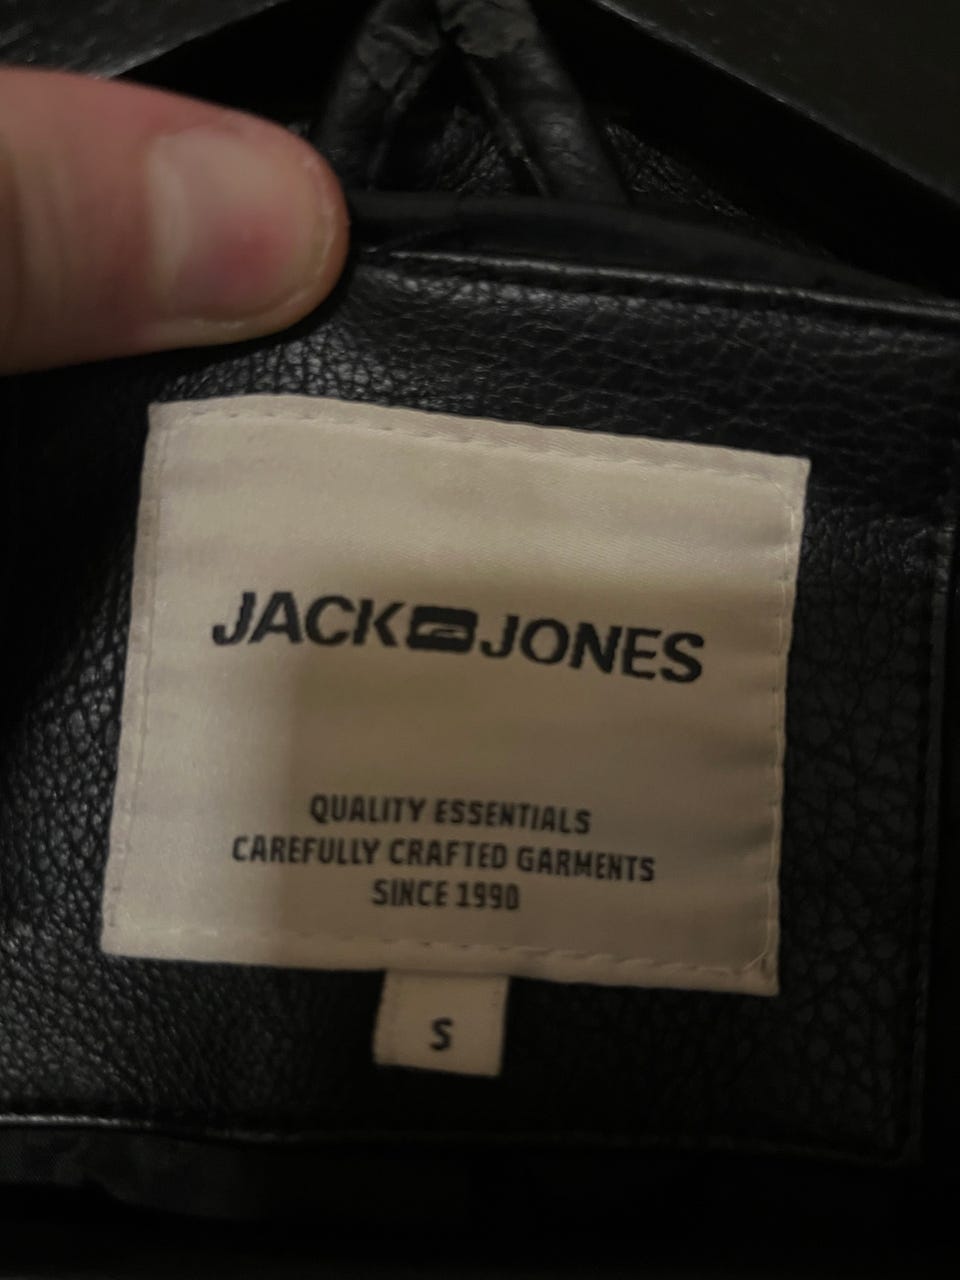 JACK JONES
QUALITY ESSENTIALS
CAREFULLY CRAFTED GARMENTS
SINCE 1990
S